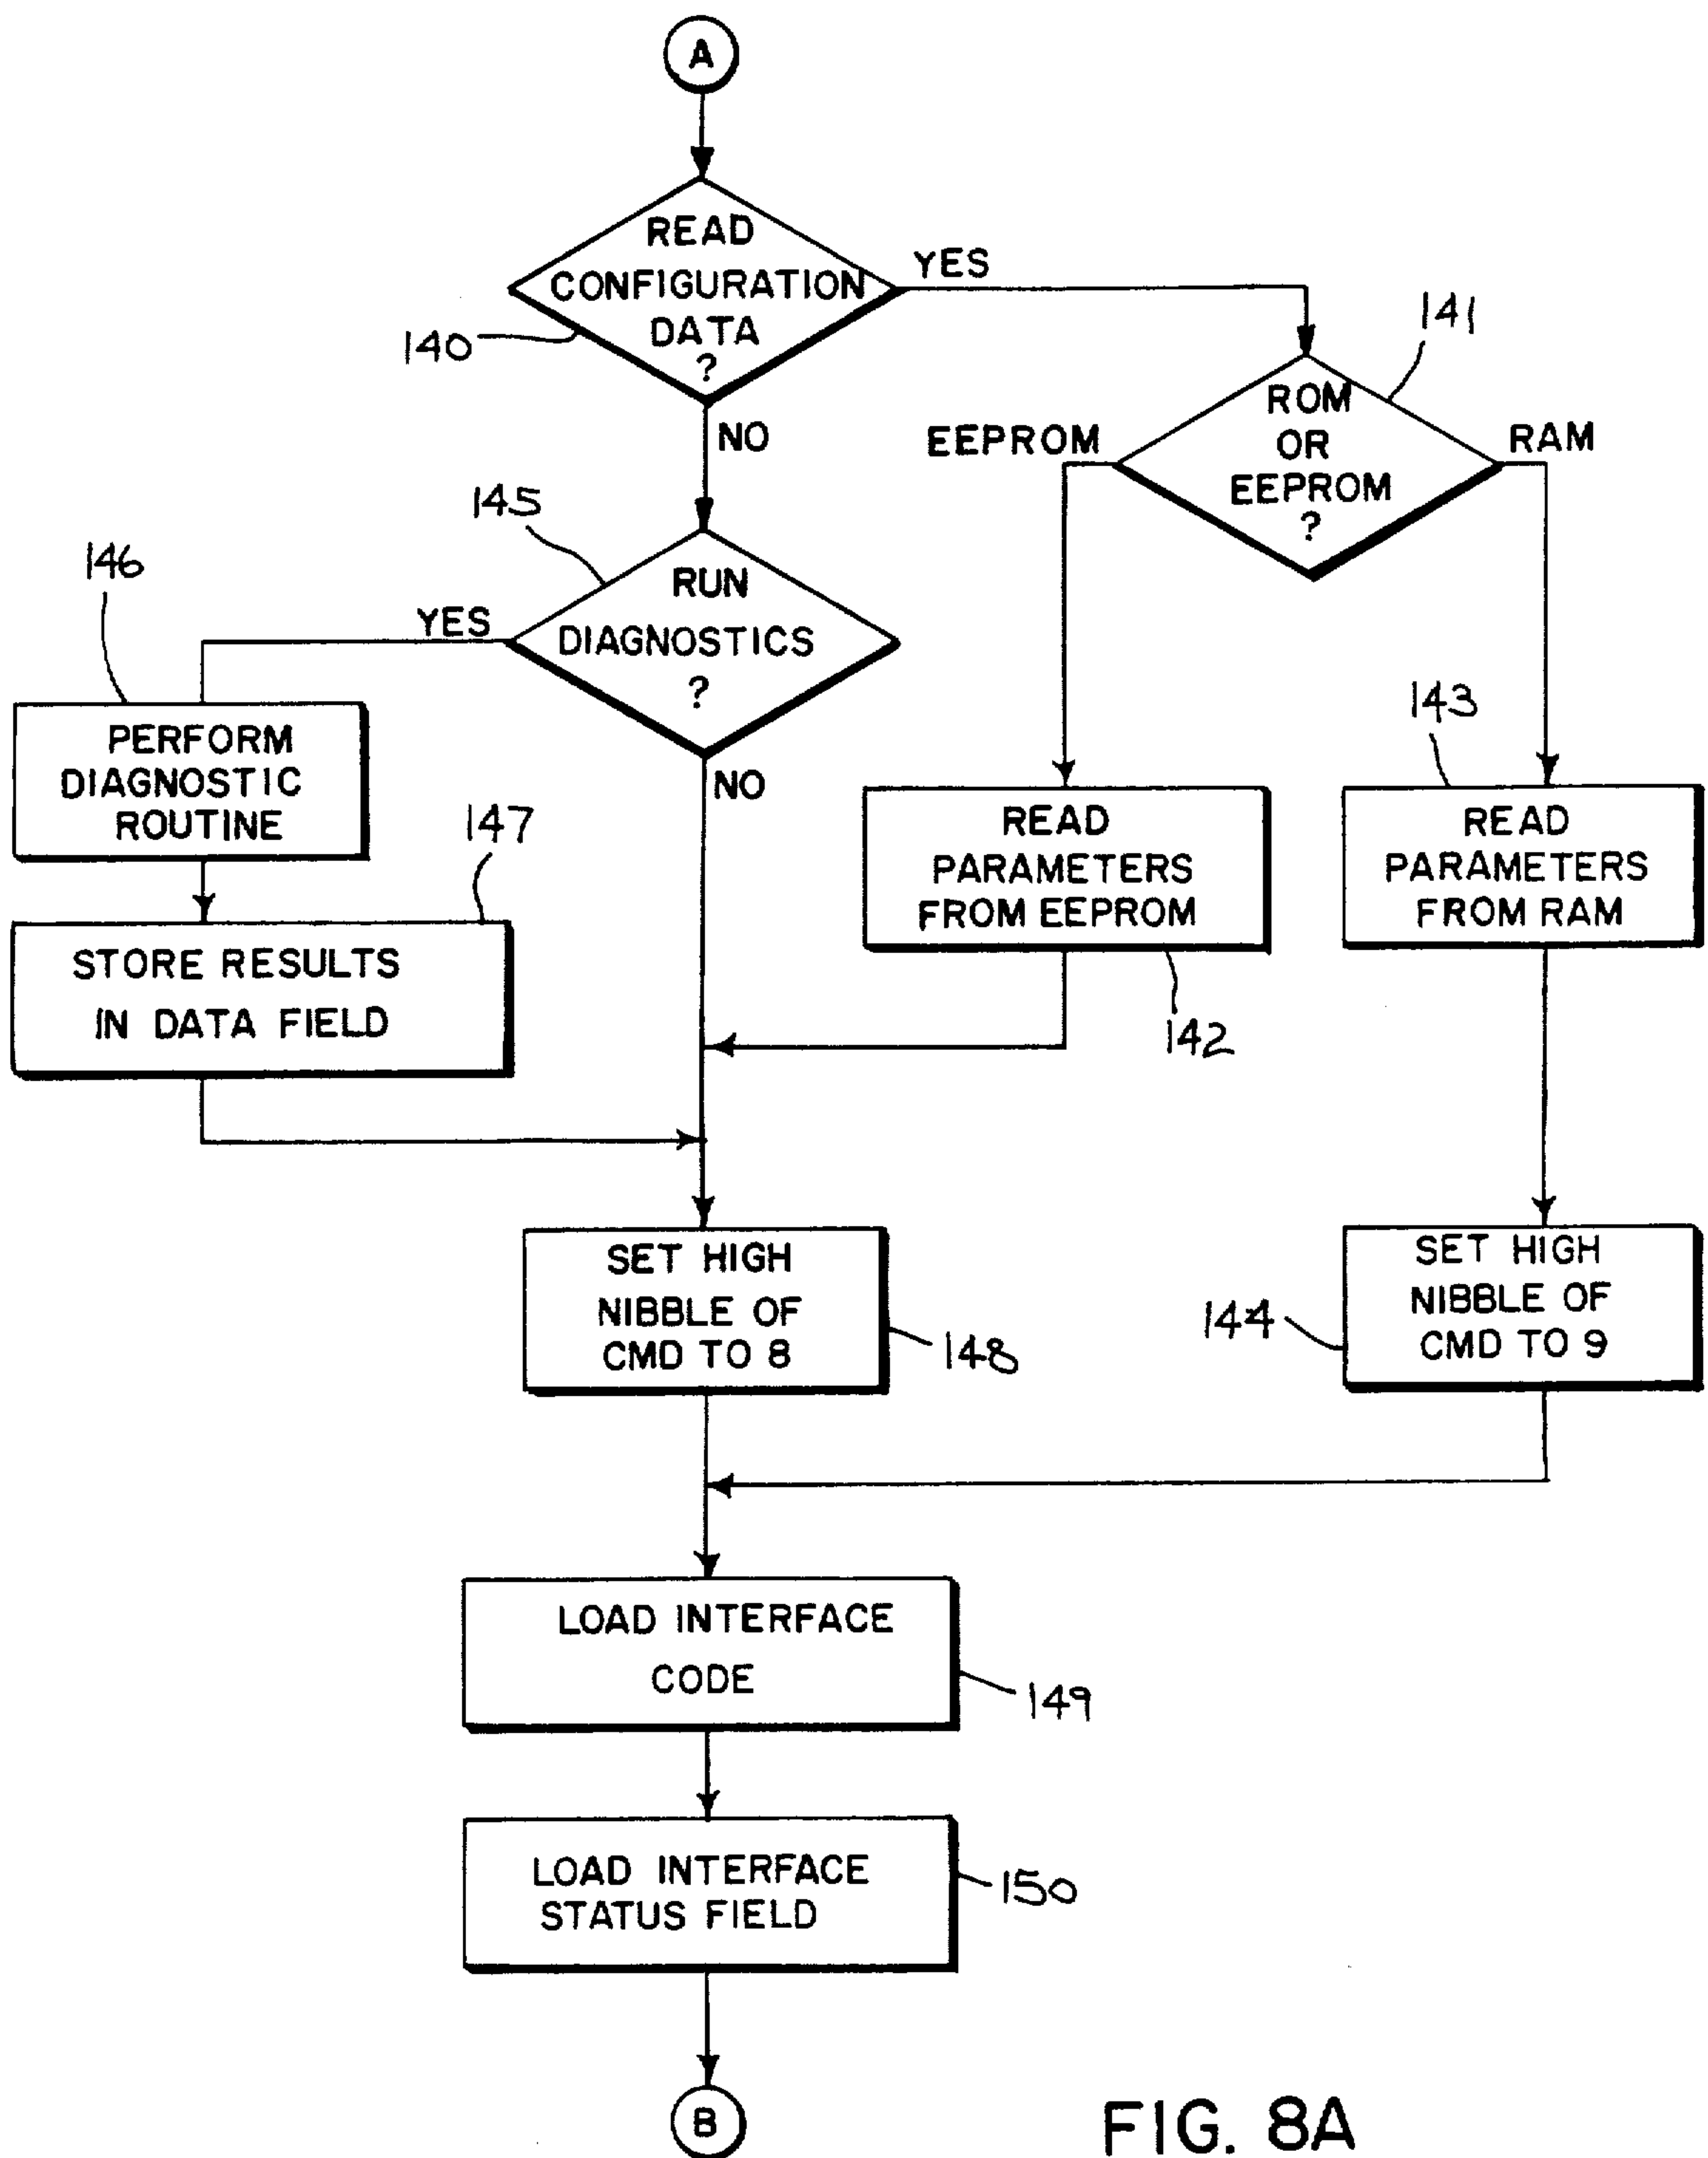 A
READ
CONFIGURATION
DATA
?
140
YES
NO
141
ROM
OR
EEPROM
?
EEPROM
RAM
145
RUN
DIAGNOSTICS
?
YES
NO
146
PERFORM
DIAGNOSTIC
ROUTINE
147
STORE RESULTS
IN DATA FIELD
READ
PARAMETERS
FROM EEPROM
142
143
READ
PARAMETERS
FROM RAM
SET HIGH
NIBBLE OF
CMD TO 8
148
144
SET HIGH
NIBBLE OF
CMD TO 9
LOAD INTERFACE
CODE
149
LOAD INTERFACE
STATUS FIELD
150
B
FIG. 8A